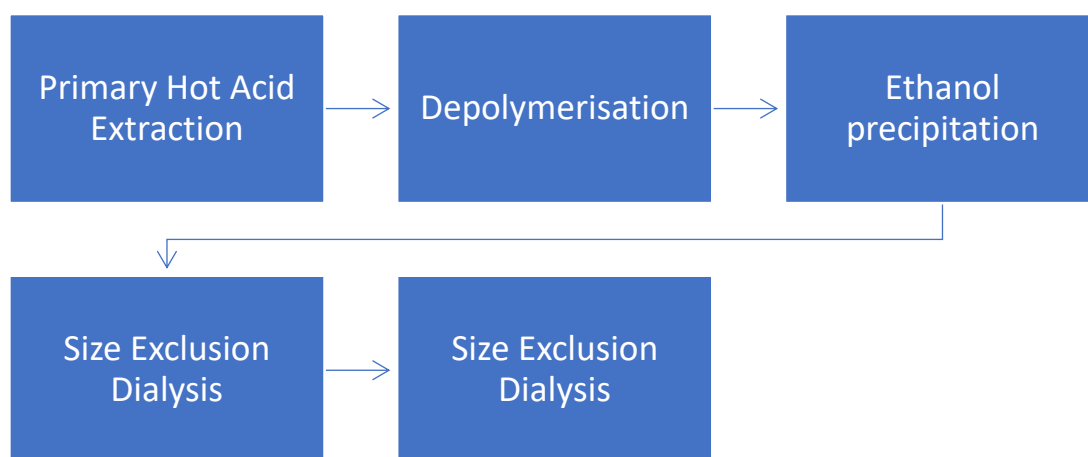 Primary Hot Acid
Extraction
Depolymerisation
Ethanol
precipitation
Size Exclusion
Dialysis
Size Exclusion
Dialysis